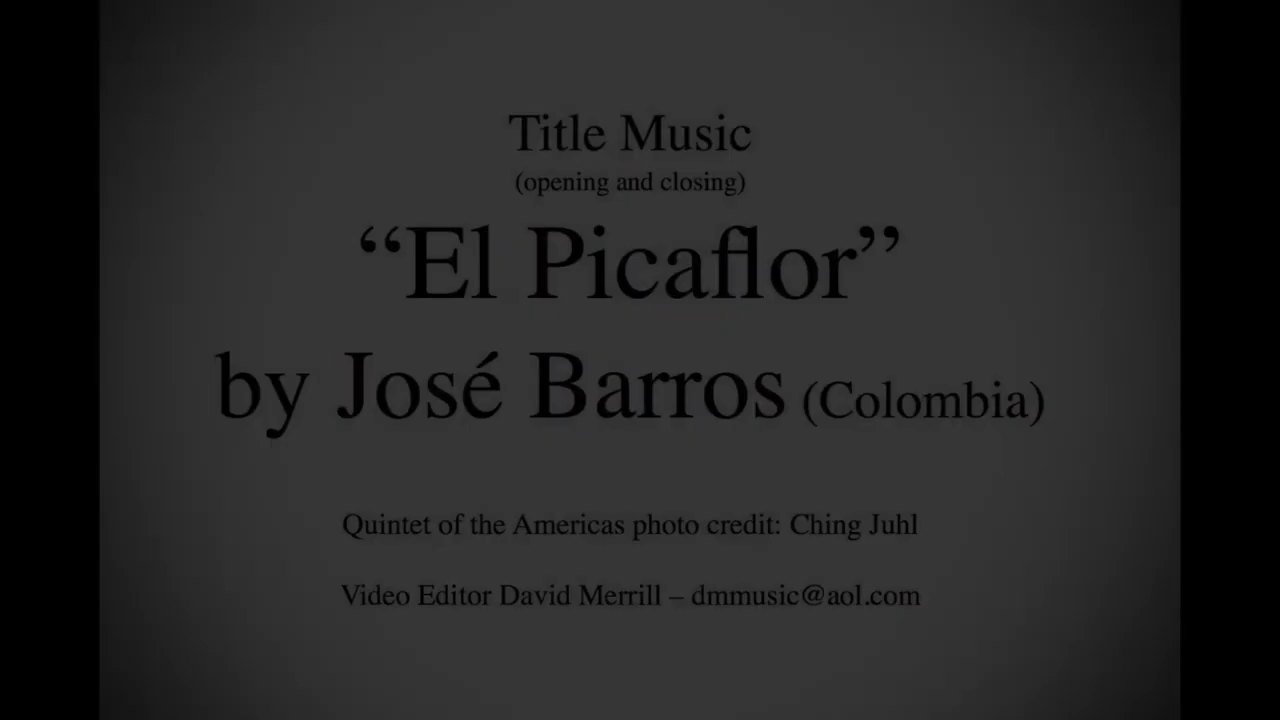 Title Music
(opening and closing)
“El Picaflor”
by José Barros (Colombia)
Quintet of the Americas photo credit: Ching Juhl
Video Editor David Merrill – dmmusic@aol.com